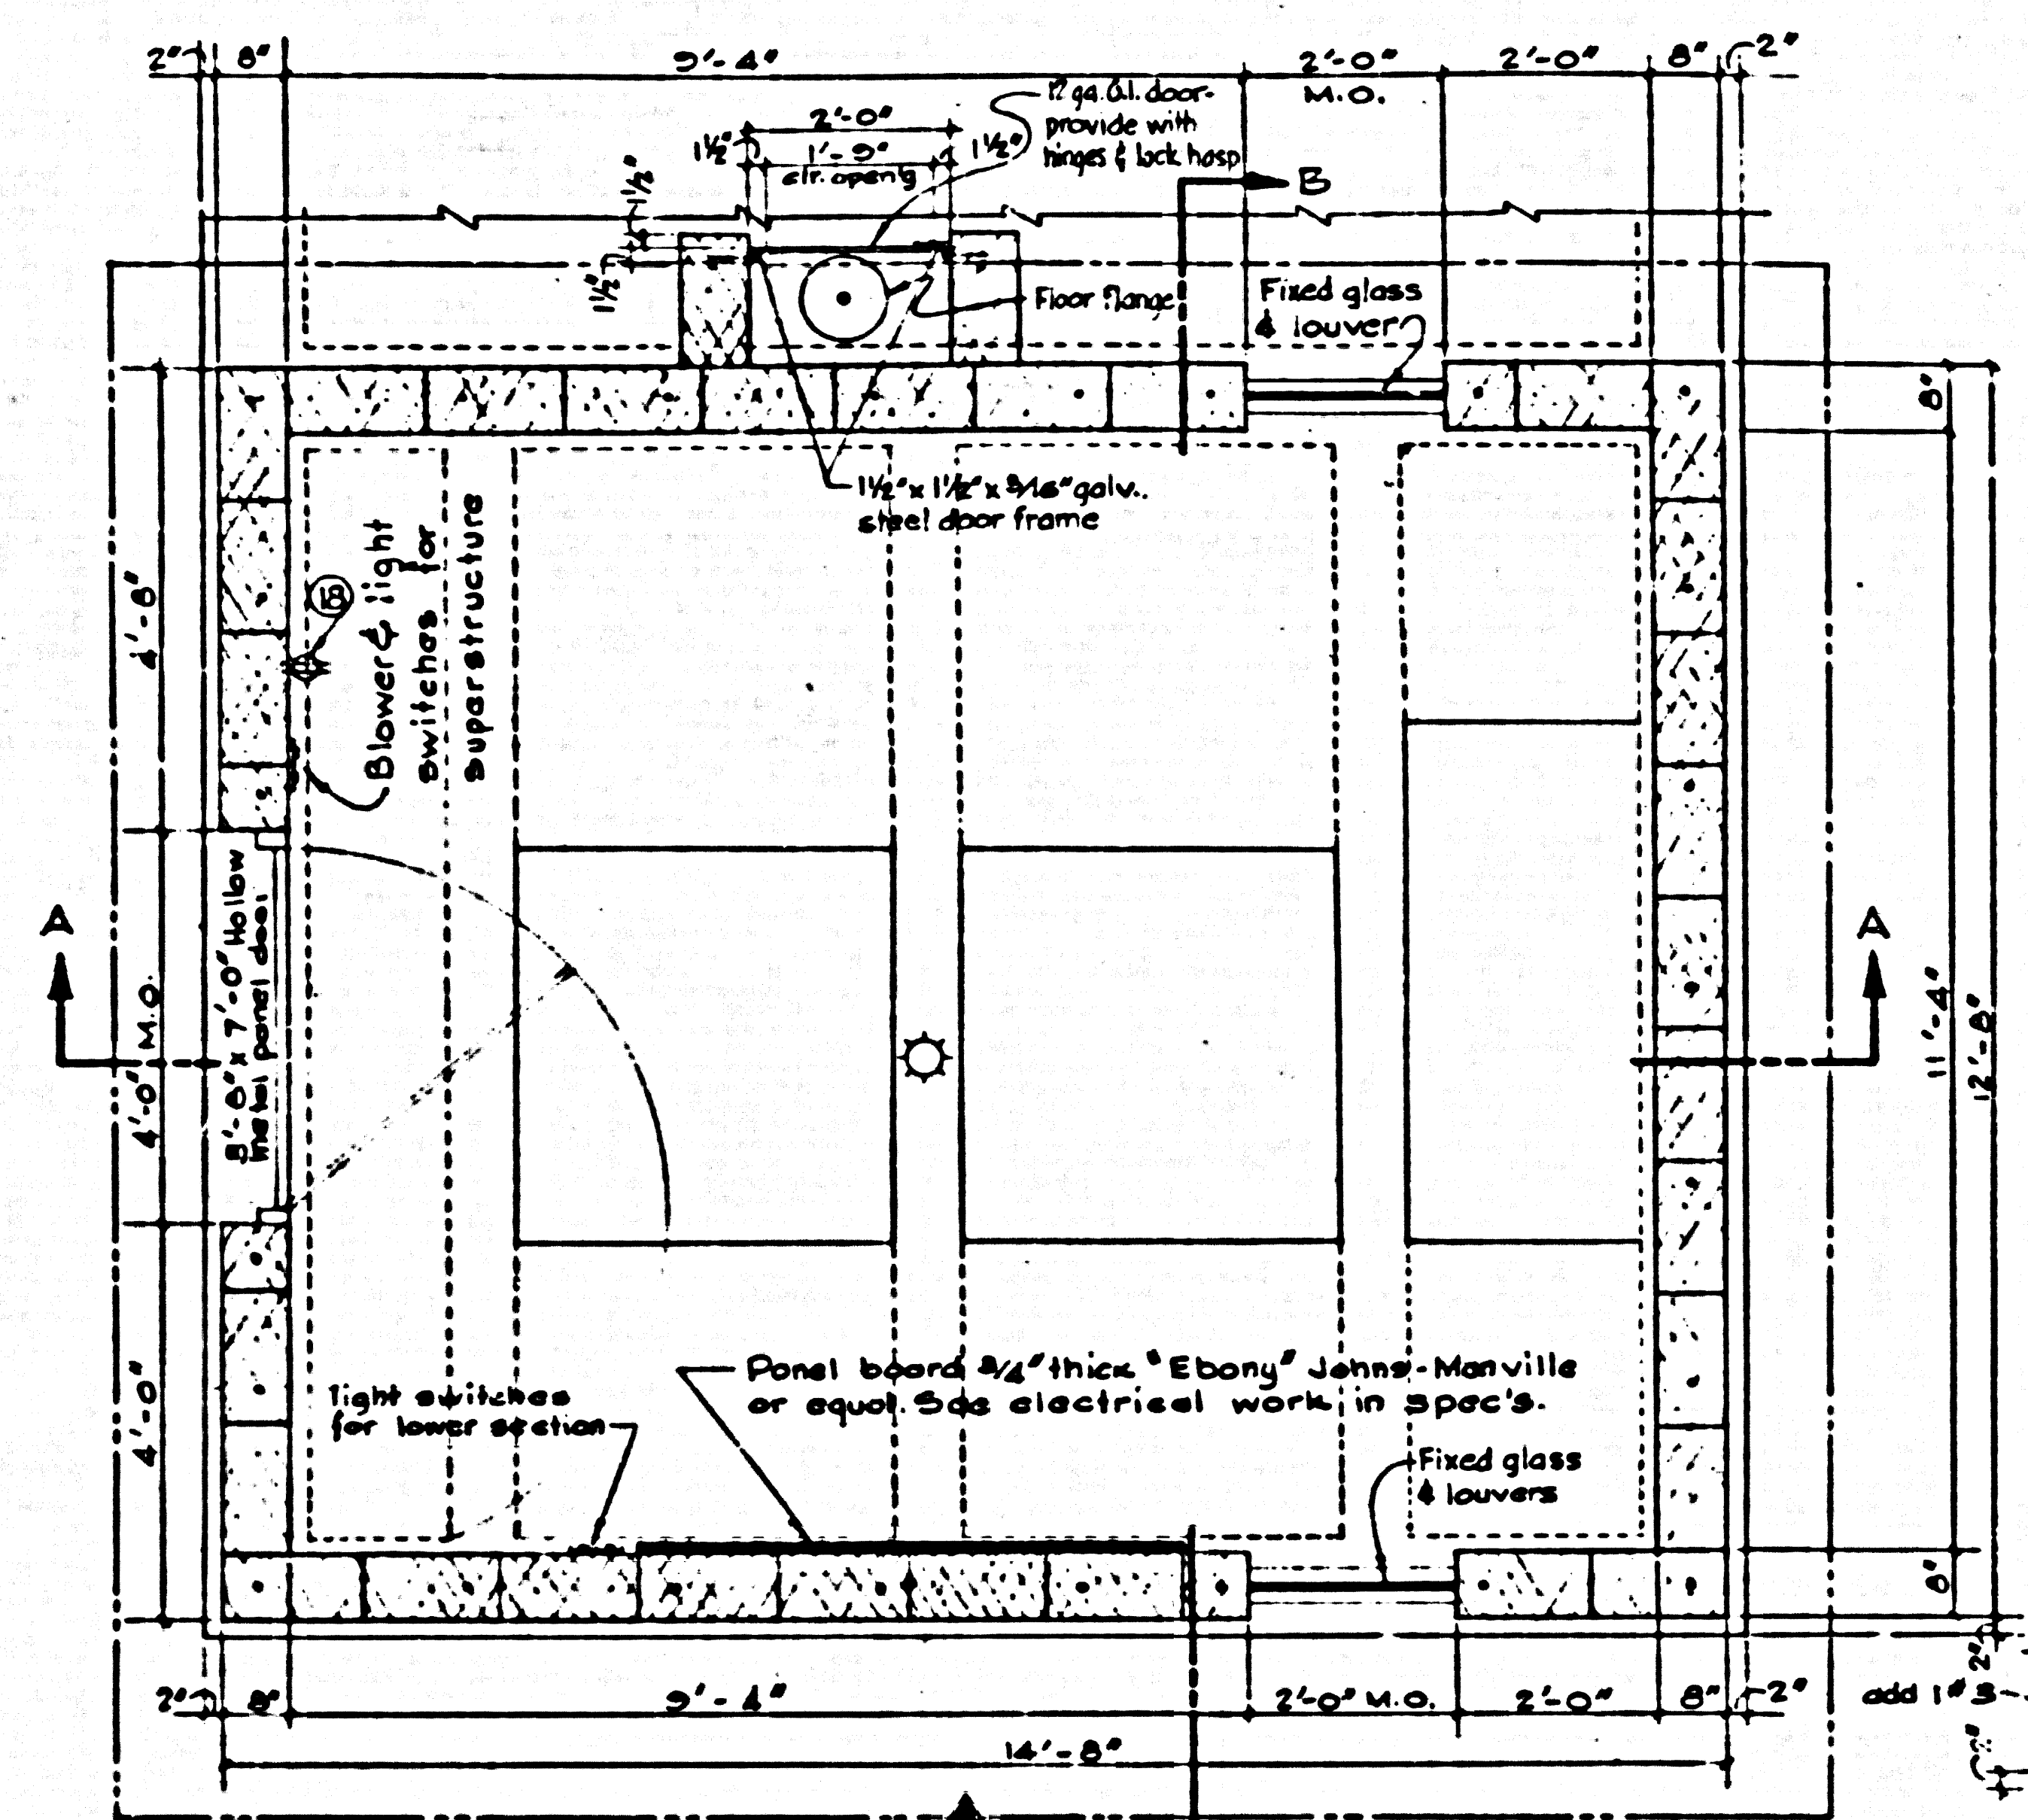 2" 8" 9'-4" 2'-0" 2'-0" 8" 2"
M.O.
12 ga. G.I. door-
provide with
hinges & lock hasp
2'-0"
1½" 1'-9" 1½"
clr. open'g
1½"
1½"
B
Floor flange
Fixed glass
& louver
8"
1½" x 1½" x 3/16" galv.
steel door frame
Blower & light
switches for
superstructure
18
4'-8"
A
3'-8" x 7'-0" Hollow
metal panel door
4'-0" M.O.
A
11'-4"
12'-8"
Panel board 3/4" thick "Ebony" Johns-Manville
or equal. See electrical work in spec's.
light switches
for lower section
4'-0"
Fixed glass
& louvers
8"
2"
2" 8" 9'-4" 2'-0" M.O. 2'-0" 8" 2"
add 1#3-
14'-8"